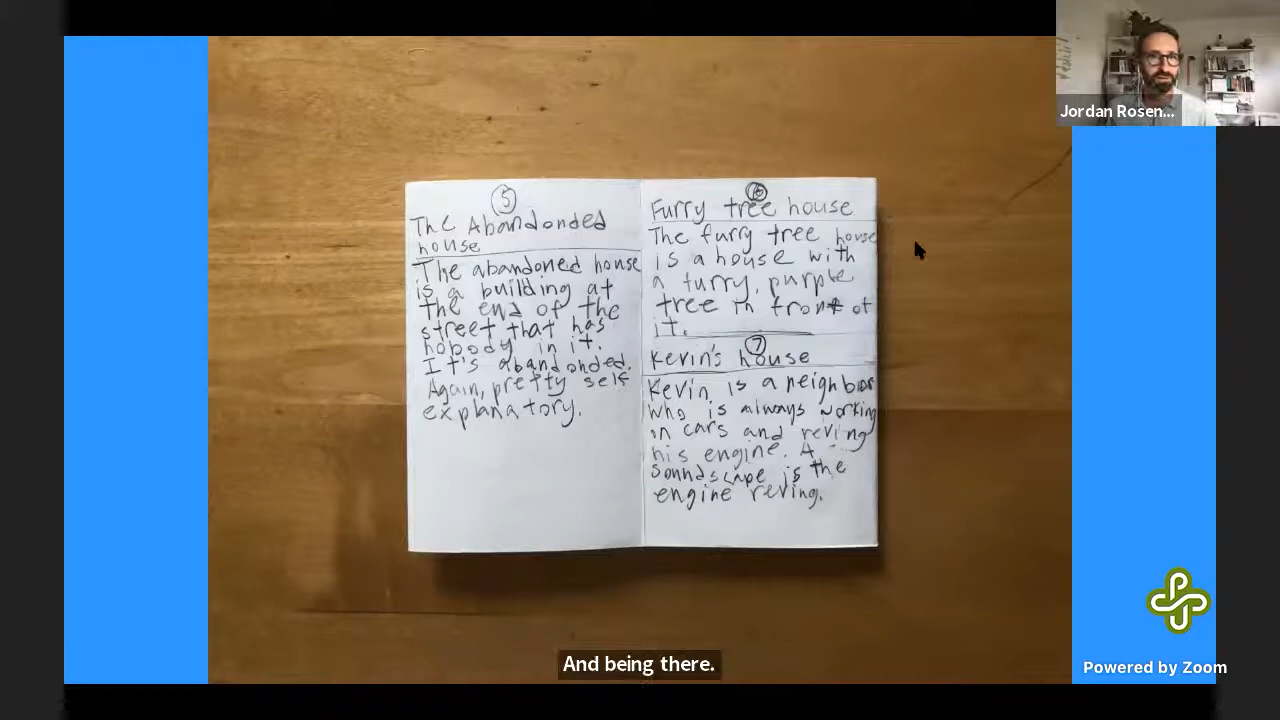 Jordan Rosen...
5
The Abandonded
house
The abandoned house
is a building at
the end of the
street that has
nobody in it.
It's abandonded.
Again, pretty self
explanatory.
6
Furry tree house
The furry tree house
is a house with
a furry, purple
tree in front of
it.
7
Kevin's house
Kevin is a neighbor
who is always working
on cars and reving
his engine. A
soundscape is the
engine reving.
And being there.
PSU
Powered by Zoom